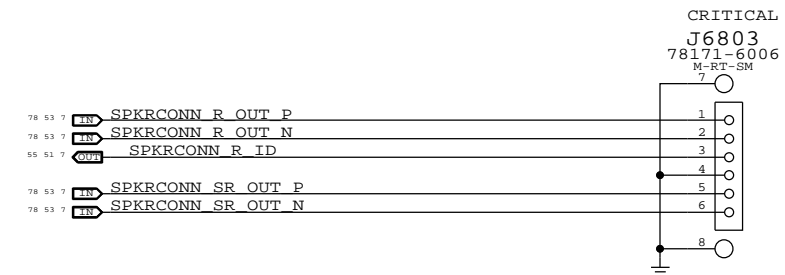 CRITICAL
J6803
78171-6006
M-RT-SM
7
78 53 7 IN SPKRCONN_R_OUT_P 1
78 53 7 IN SPKRCONN_R_OUT_N 2
55 51 7 OUT SPKRCONN_R_ID 3
4
78 53 7 IN SPKRCONN_SR_OUT_P 5
78 53 7 IN SPKRCONN_SR_OUT_N 6
8